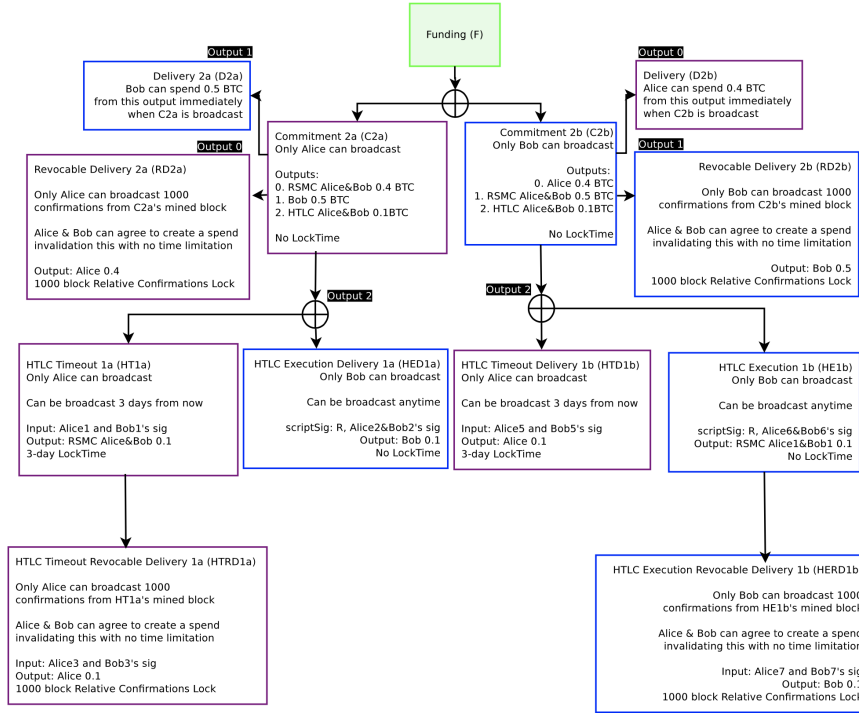 Funding (F)
Output 1
Delivery 2a (D2a)
Bob can spend 0.5 BTC
from this output immediately
when C2a is broadcast
Output 0
Delivery (D2b)
Alice can spend 0.4 BTC
from this output immediately
when C2b is broadcast
Commitment 2a (C2a)
Only Alice can broadcast
Outputs:
0. RSMC Alice&Bob 0.4 BTC
1. Bob 0.5 BTC
2. HTLC Alice&Bob 0.1BTC
No LockTime
Commitment 2b (C2b)
Only Bob can broadcast
Outputs:
0. Alice 0.4 BTC
1. RSMC Alice&Bob 0.5 BTC
2. HTLC Alice&Bob 0.1BTC
No LockTime
Output 0
Revocable Delivery 2a (RD2a)
Only Alice can broadcast 1000
confirmations from C2a's mined block
Alice & Bob can agree to create a spend
invalidation this with no time limitation
Output: Alice 0.4
1000 block Relative Confirmations Lock
Output 1
Revocable Delivery 2b (RD2b)
Only Bob can broadcast 1000
confirmations from C2b's mined block
Alice & Bob can agree to create a spend
invalidating this with no time limitation
Output: Bob 0.5
1000 block Relative Confirmations Lock
Output 2
Output 2
HTLC Timeout 1a (HT1a)
Only Alice can broadcast
Can be broadcast 3 days from now
Input: Alice1 and Bob1's sig
Output: RSMC Alice&Bob 0.1
3-day LockTime
HTLC Execution Delivery 1a (HED1a)
Only Bob can broadcast
Can be broadcast anytime
scriptSig: R, Alice2&Bob2's sig
Output: Bob 0.1
No LockTime
HTLC Timeout Delivery 1b (HTD1b)
Only Alice can broadcast
Can be broadcast 3 days from now
Input: Alice5 and Bob5's sig
Output: Alice 0.1
3-day LockTime
HTLC Execution 1b (HE1b)
Only Bob can broadcast
Can be broadcast anytime
scriptSig: R, Alice6&Bob6's sig
Output: RSMC Alice1&Bob1 0.1
No LockTime
HTLC Timeout Revocable Delivery 1a (HTRD1a)
Only Alice can broadcast 1000
confirmations from HT1a's mined block
Alice & Bob can agree to create a spend
invalidating this with no time limitation
Input: Alice3 and Bob3's sig
Output: Alice 0.1
1000 block Relative Confirmations Lock
HTLC Execution Revocable Delivery 1b (HERD1b
Only Bob can broadcast 1000
confirmations from HE1b's mined block
Alice & Bob can agree to create a spend
invalidating this with no time limitation
Input: Alice7 and Bob7's sig
Output: Bob 0.1
1000 block Relative Confirmations Lock